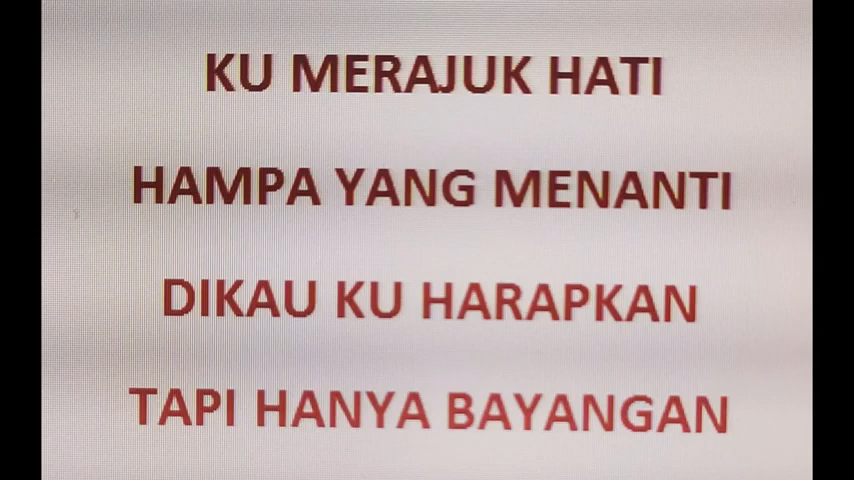 KU MERAJUK HATI
HAMPA YANG MENANTI
DIKAU KU HARAPKAN
TAPI HANYA BAYANGAN